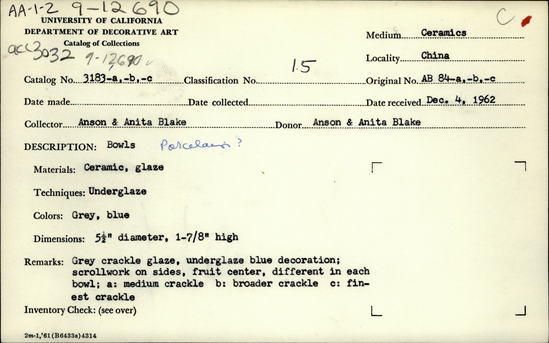 AA-1-2 9-12690
C
UNIVERSITY OF CALIFORNIA
DEPARTMENT OF DECORATIVE ART
Catalog of Collections
acc 3032
9-12690
Medium Ceramics
Locality China
Catalog No. 3183-a,-b,-c Classification No. 15 Original No. AB 84-a,-b,-c
Date made Date collected Date received Dec. 4, 1962
Collector Anson & Anita Blake Donor Anson & Anita Blake
DESCRIPTION: Bowls Porcelain?
Materials: Ceramic, glaze
Techniques: Underglaze
Colors: Grey, blue
Dimensions: 5½" diameter, 1-7/8" high
Remarks: Grey crackle glaze, underglaze blue decoration;
scrollwork on sides, fruit center, different in each
bowl; a: medium crackle b: broader crackle c: fin-
est crackle
Inventory Check: (see over)
2m-1,'61(B6433s)4314